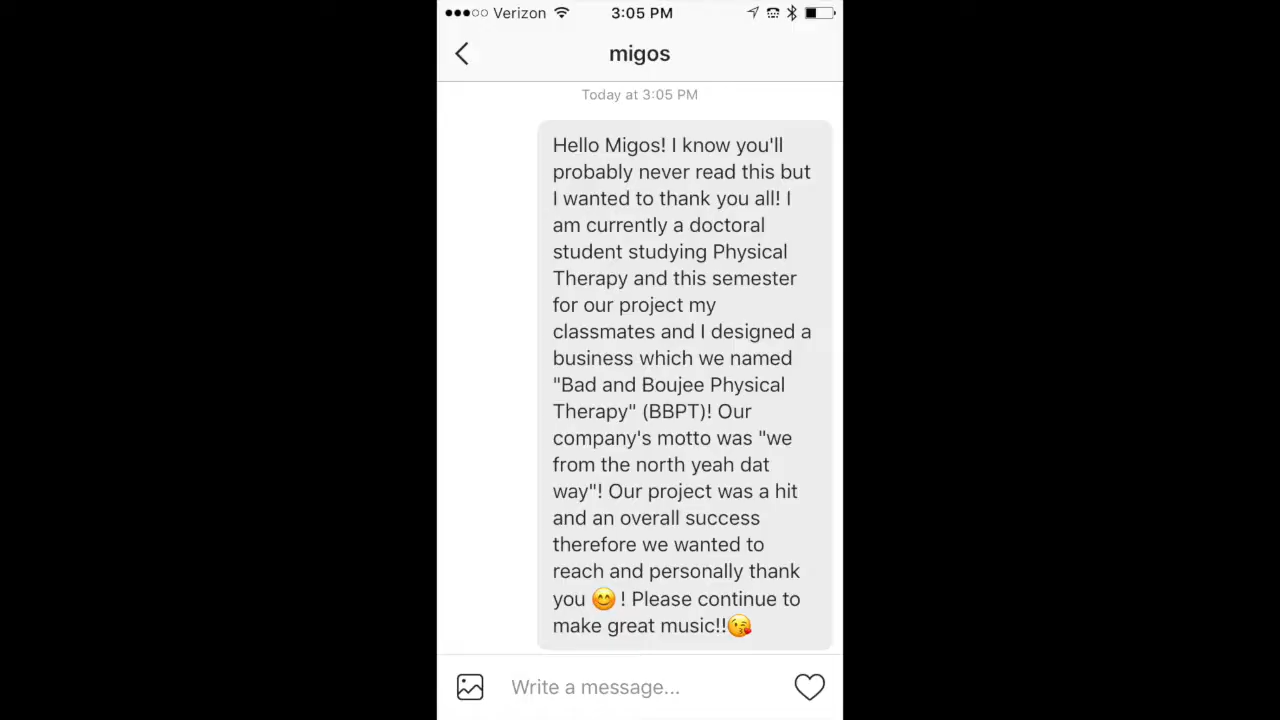 Verizon 3:05 PM
migos
Today at 3:05 PM
Hello Migos! I know you'll
probably never read this but
I wanted to thank you all! I
am currently a doctoral
student studying Physical
Therapy and this semester
for our project my
classmates and I designed a
business which we named
"Bad and Boujee Physical
Therapy" (BBPT)! Our
company's motto was "we
from the north yeah dat
way"! Our project was a hit
and an overall success
therefore we wanted to
reach and personally thank
you 😊 ! Please continue to
make great music!!😘
Write a message...